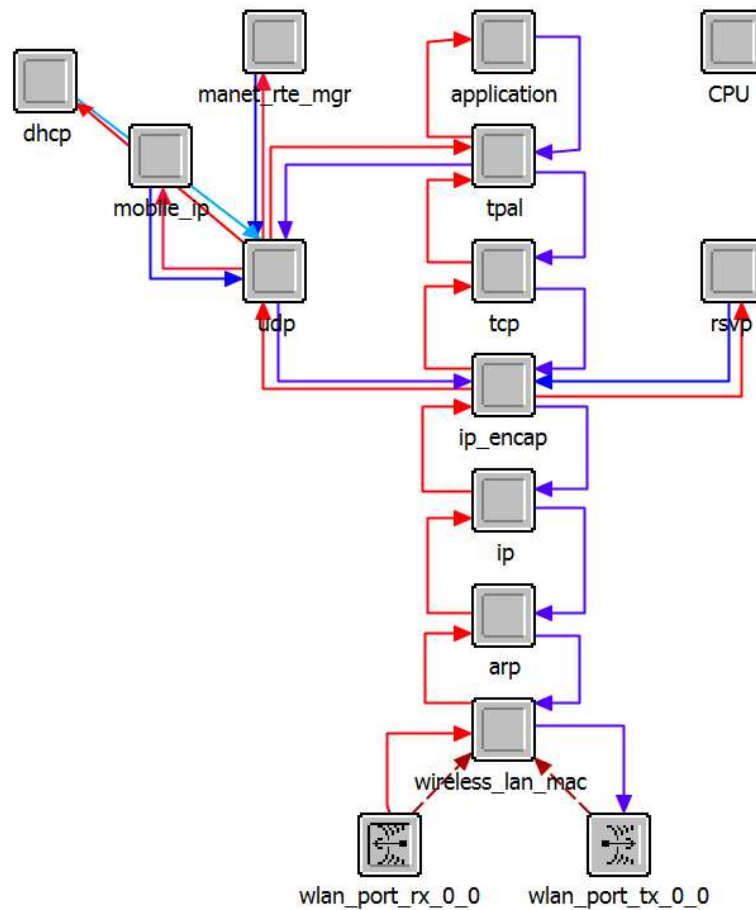 manet_rte_mgr
application
CPU
dhcp
mobile_ip
tpal
udp
tcp
rsvp
ip_encap
ip
arp
wireless_lan_mac
wlan_port_rx_0_0
wlan_port_tx_0_0